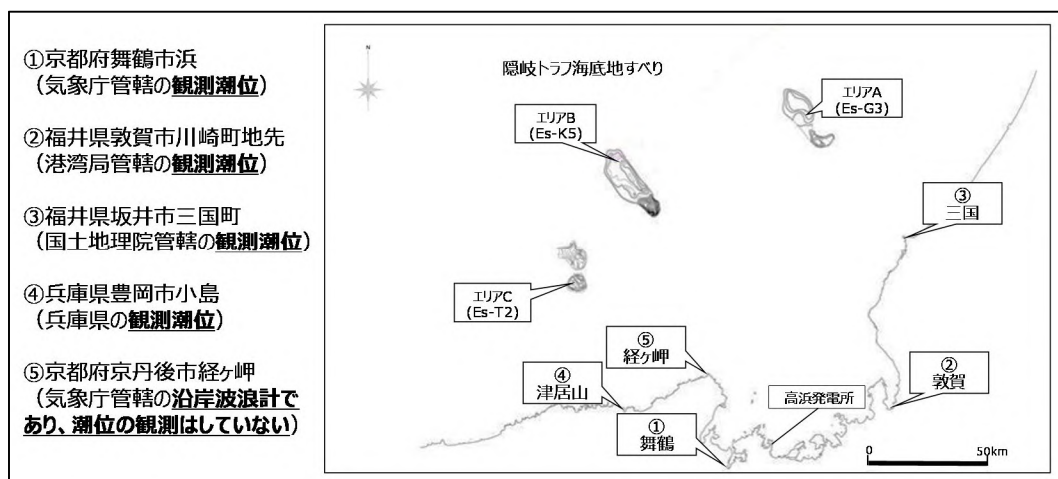 ①京都府舞鶴市浜
（気象庁管轄の観測潮位）
②福井県敦賀市川崎町地先
（港湾局管轄の観測潮位）
③福井県坂井市三国町
（国土地理院管轄の観測潮位）
④兵庫県豊岡市小島
（兵庫県の観測潮位）
⑤京都府京丹後市経ヶ岬
（気象庁管轄の沿岸波浪計で
あり、潮位の観測はしていない）
N
隠岐トラフ海底地すべり
エリアA
(Es-G3)
エリアB
(Es-K5)
③
三国
エリアC
(Es-T2)
⑤
経ヶ岬
④
津居山
②
敦賀
高浜発電所
①
舞鶴
0
50km